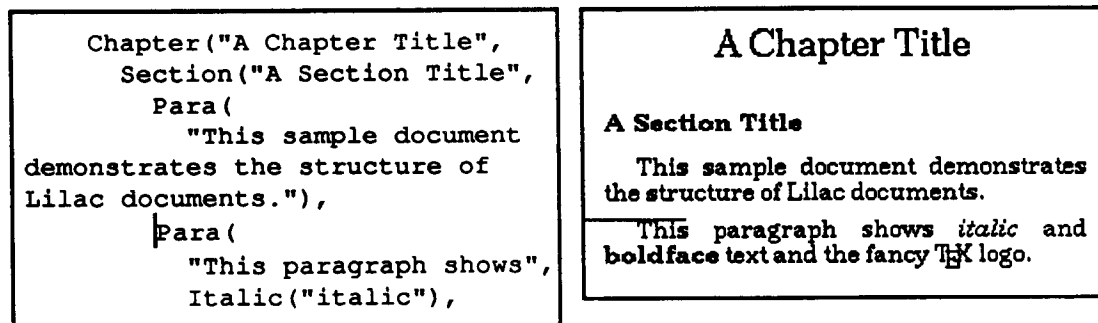 Chapter("A Chapter Title",
Section("A Section Title",
Para(
"This sample document
demonstrates the structure of
Lilac documents."),
Para(
"This paragraph shows",
Italic("italic"),
A Chapter Title
A Section Title
This sample document demonstrates
the structure of Lilac documents.
This paragraph shows italic and
boldface text and the fancy TEX logo.